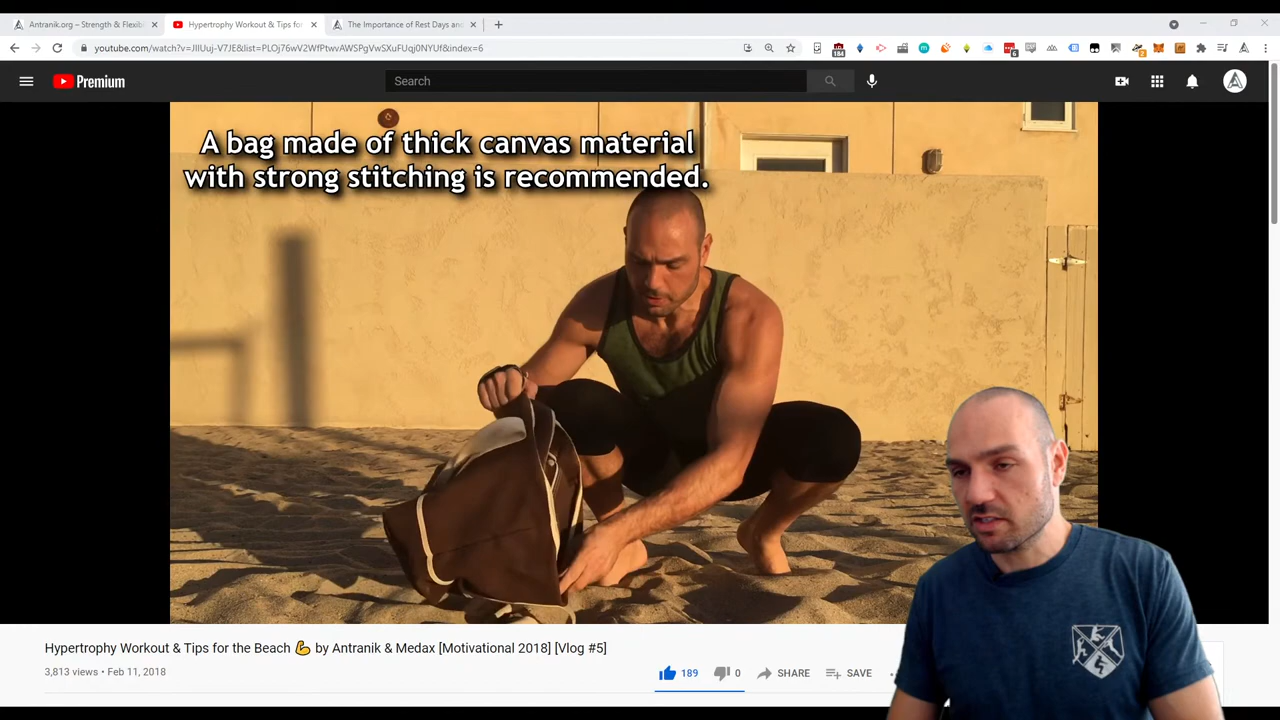 Antranik.org – Strength & Flexibi
Hypertrophy Workout & Tips for
The Importance of Rest Days and
youtube.com/watch?v=JIlUuj-V7JE&list=PLOj76wV2WfPtwvAWSPgVwSXuFUqj0NYUf&index=6
Premium
Search
A bag made of thick canvas material
with strong stitching is recommended.
Hypertrophy Workout & Tips for the Beach 💪 by Antranik & Medax [Motivational 2018] [Vlog #5]
3,813 views • Feb 11, 2018
189
0
SHARE
SAVE